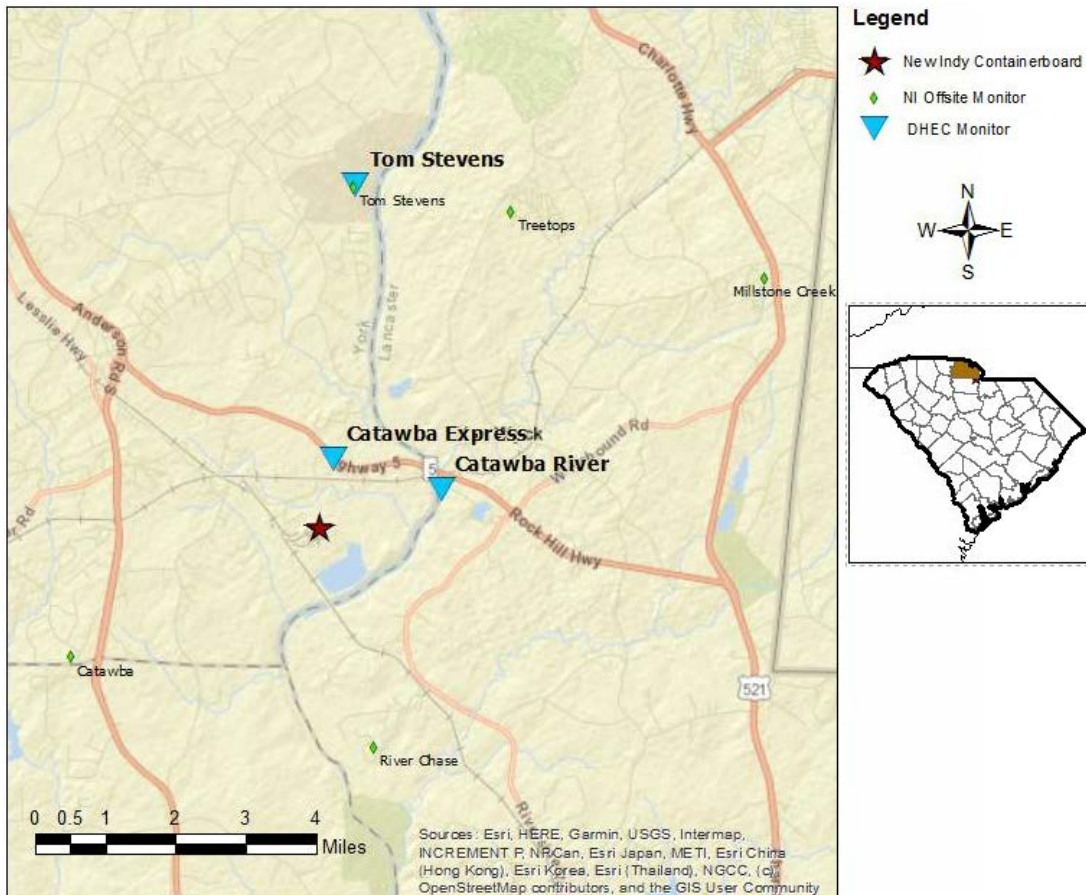 Legend
New Indy Containerboard
NI Offsite Monitor
DHEC Monitor
N
W E
S
Charlotte Hwy
Tom Stevens
Tom Stevens
Treetops
Millstone Creek
York
Lancaster
Lesslie Hwy
Anderson Rd S
Catawba Express
Highway 5
5
Catawba River
Rd
Rock Hill Hwy
Rd
Catawba
521
River Chase
0 0.5 1 2 3 4
Miles
Sources: Esri, HERE, Garmin, USGS, Intermap,
INCREMENT P, NRCan, Esri Japan, METI, Esri China
(Hong Kong), Esri Korea, Esri (Thailand), NGCC, (c)
OpenStreetMap contributors, and the GIS User Community